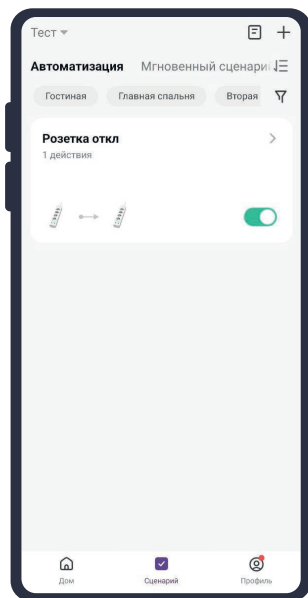 Тест
Автоматизация Мгновенный сценари
Гостиная Главная спальня Вторая
Розетка откл
1 действия
Дом Сценарий Профиль